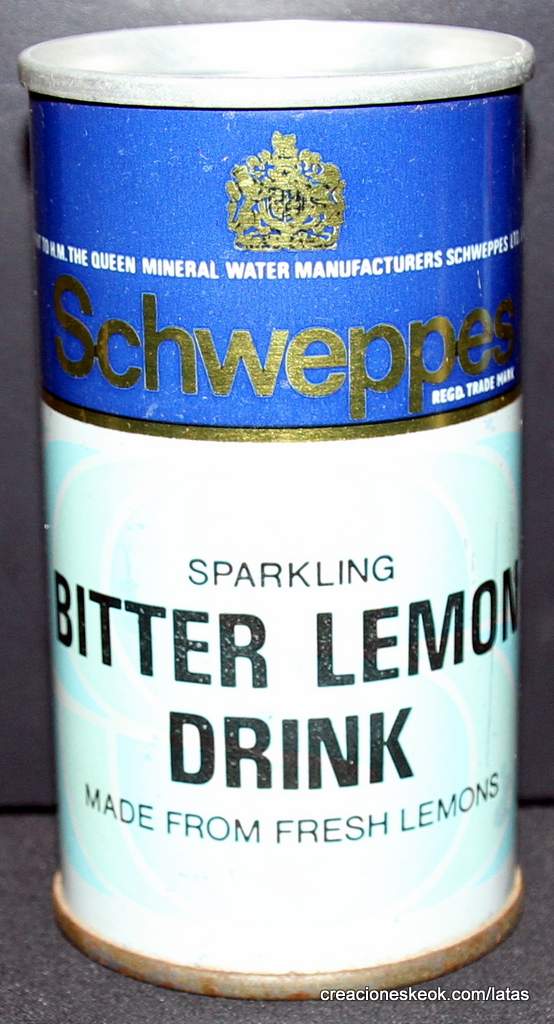 TO H.M. THE QUEEN MINERAL WATER MANUFACTURERS SCHWEPPES LTD.
Schweppes
REGD. TRADE MARK
SPARKLING
BITTER LEMON
DRINK
MADE FROM FRESH LEMONS
creacioneskeok.com/latas